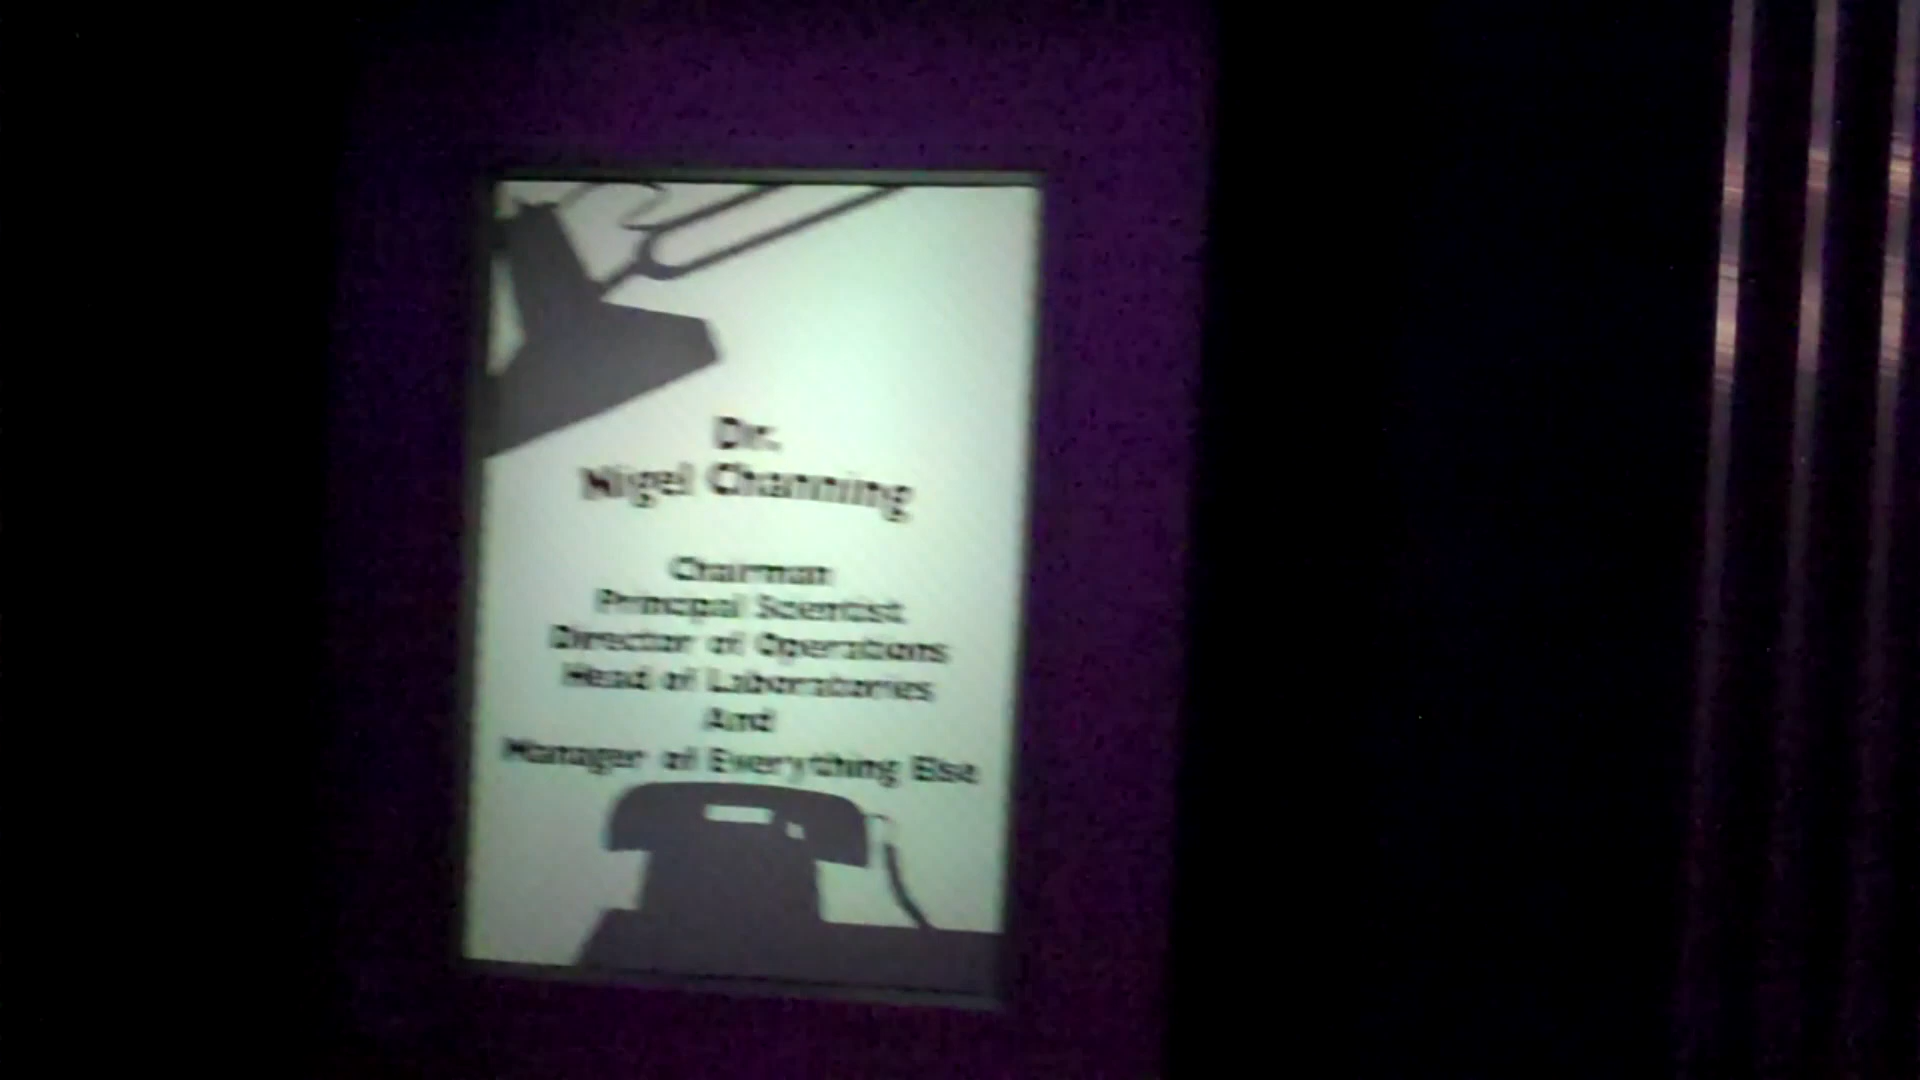 Dr.
Nigel Channing
Chairman
Principal Scientist
Director of Operations
Head of Laboratories
And
Manager of Everything Else